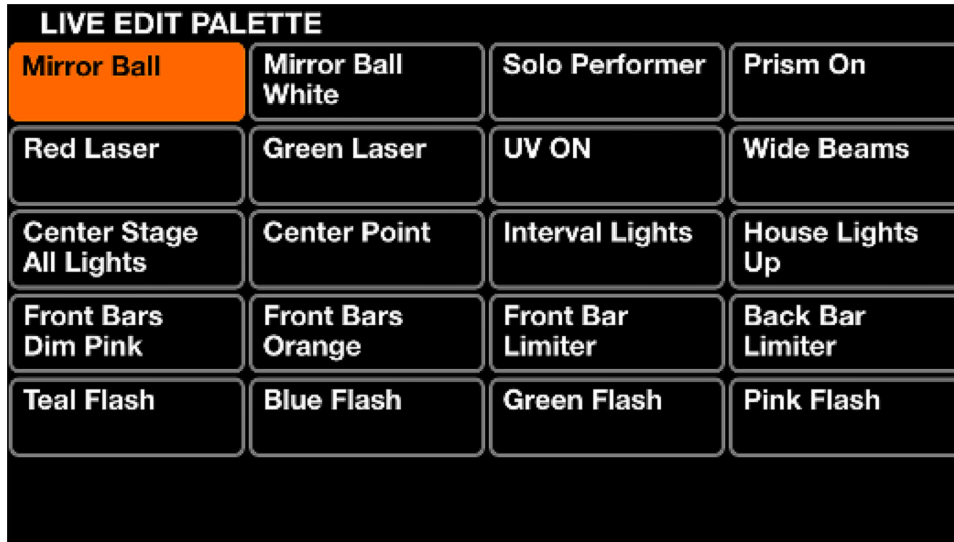 LIVE EDIT PALETTE
Mirror Ball
Mirror Ball
White
Solo Performer
Prism On
Red Laser
Green Laser
UV ON
Wide Beams
Center Stage
All Lights
Center Point
Interval Lights
House Lights
Up
Front Bars
Dim Pink
Front Bars
Orange
Front Bar
Limiter
Back Bar
Limiter
Teal Flash
Blue Flash
Green Flash
Pink Flash